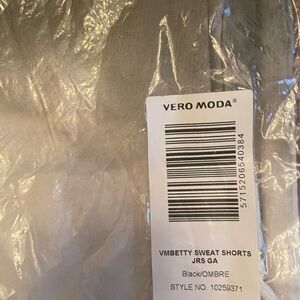 VERO MODA®
5715206540384
VMBETTY SWEAT SHORTS
JRS GA
Black/OMBRE
STYLE NO. 10259371